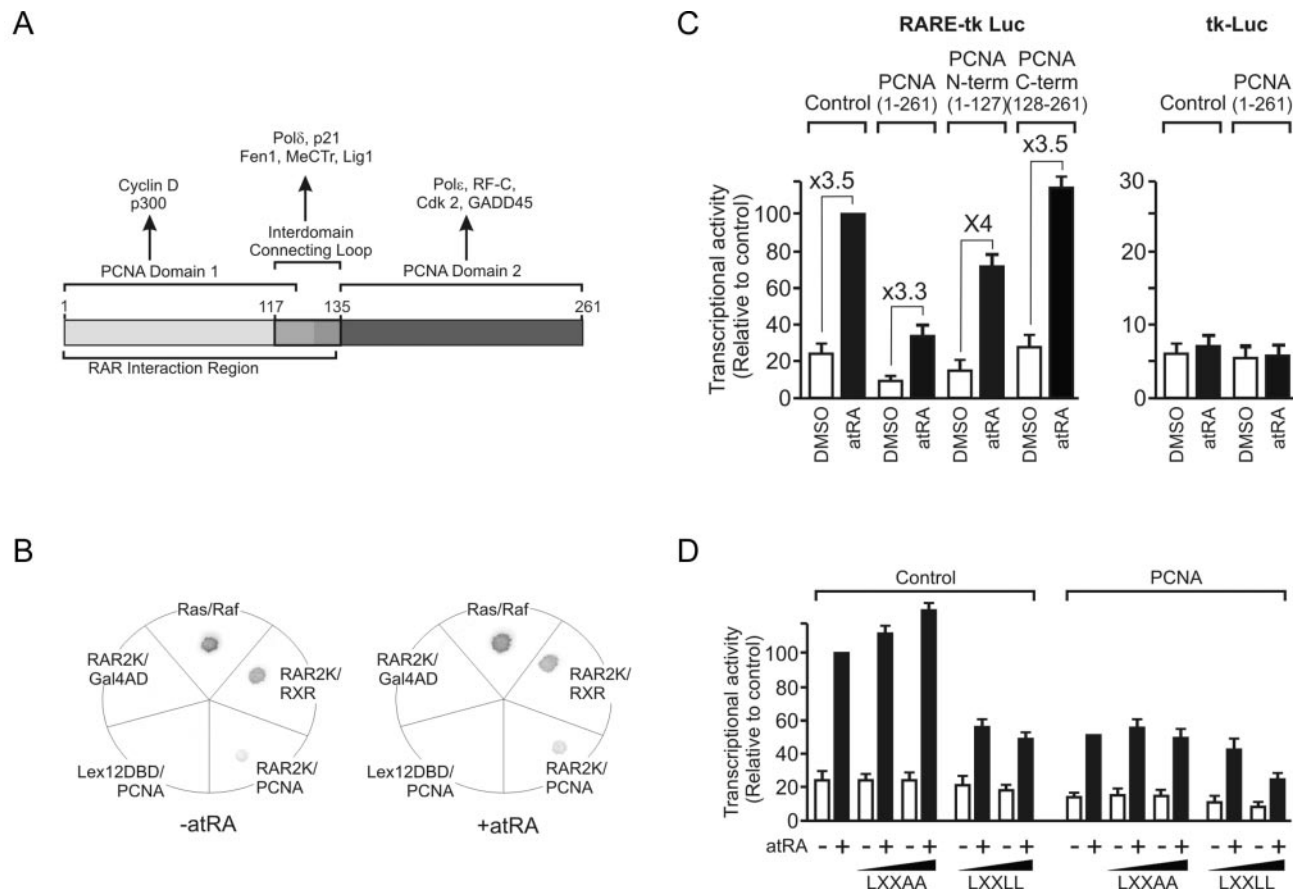 A
Polδ, p21
Fen1, MeCTr, Lig1
Cyclin D
p300
Polε, RF-C,
Cdk 2, GADD45
Interdomain
Connecting Loop
PCNA Domain 1
PCNA Domain 2
1
117
135
261
RAR Interaction Region
B
Ras/Raf
RAR2K/
Gal4AD
RAR2K/
RXR
Lex12DBD/
PCNA
RAR2K/
PCNA
-atRA
Ras/Raf
RAR2K/
Gal4AD
RAR2K/
RXR
Lex12DBD/
PCNA
RAR2K/
PCNA
+atRA
C
RARE-tk Luc
tk-Luc
Control
PCNA
(1-261)
PCNA
N-term
(1-127)
PCNA
C-term
(128-261)
Control
PCNA
(1-261)
x3.5
x3.3
X4
x3.5
Transcriptional activity
(Relative to control)
100
80
60
40
20
0
30
20
10
5
0
DMSO
atRA
DMSO
atRA
DMSO
atRA
DMSO
atRA
DMSO
atRA
DMSO
atRA
D
Control
PCNA
Transcriptional activity
(Relative to control)
100
80
60
40
20
0
atRA - + - + - + - + - + - + - + - + - + - +
LXXAA
LXXLL
LXXAA
LXXLL